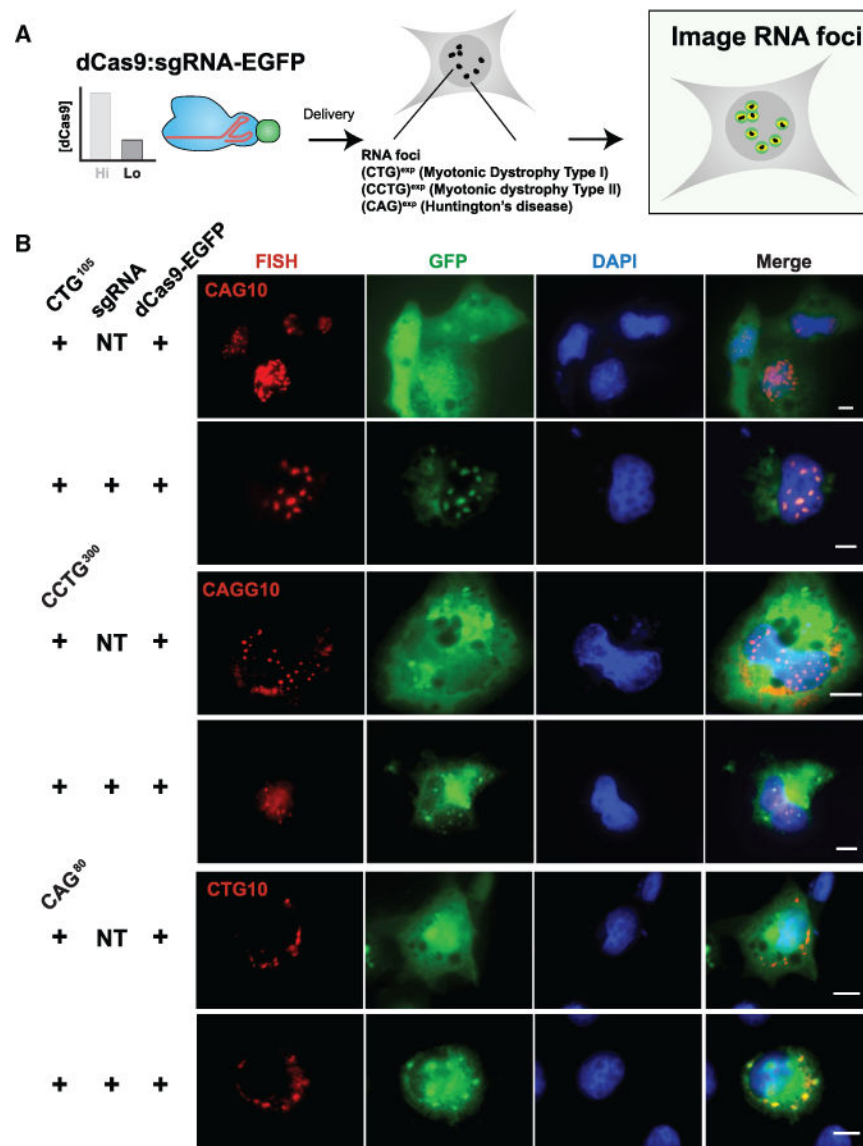 A
dCas9:sgRNA-EGFP
[dCas9]
Hi
Lo
Delivery
RNA foci
(CTG)exp (Myotonic Dystrophy Type I)
(CCTG)exp (Myotonic dystrophy Type II)
(CAG)exp (Huntington's disease)
Image RNA foci
B
CTG105 sgRNA dCas9-EGFP
FISH GFP DAPI Merge
CAG10
+ NT +
+ + +
CCTG300
CAGG10
+ NT +
+ + +
CAG80
CTG10
+ NT +
+ + +